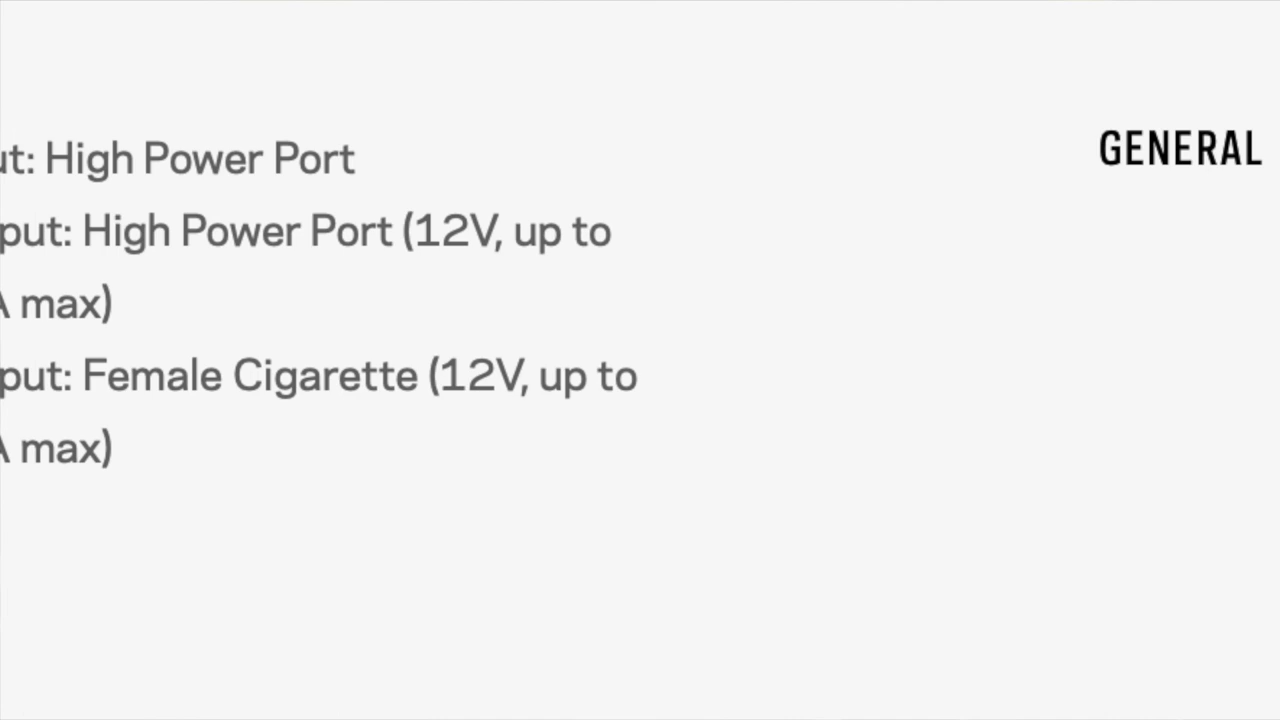 ut: High Power Port
put: High Power Port (12V, up to
A max)
put: Female Cigarette (12V, up to
A max)
GENERAL